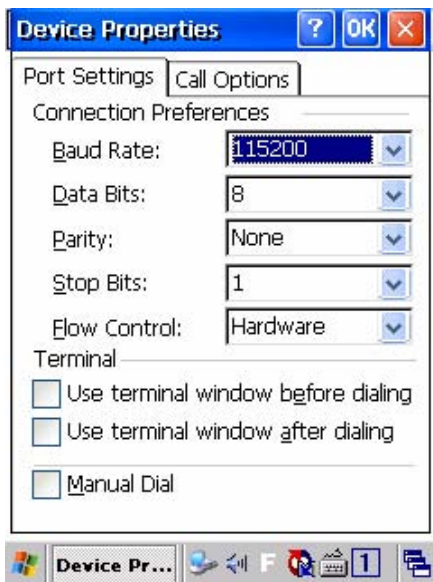 Device Properties ? OK
Port Settings Call Options
Connection Preferences
Baud Rate: 115200
Data Bits: 8
Parity: None
Stop Bits: 1
Flow Control: Hardware
Terminal
Use terminal window before dialing
Use terminal window after dialing
Manual Dial
Device Pr... F 1